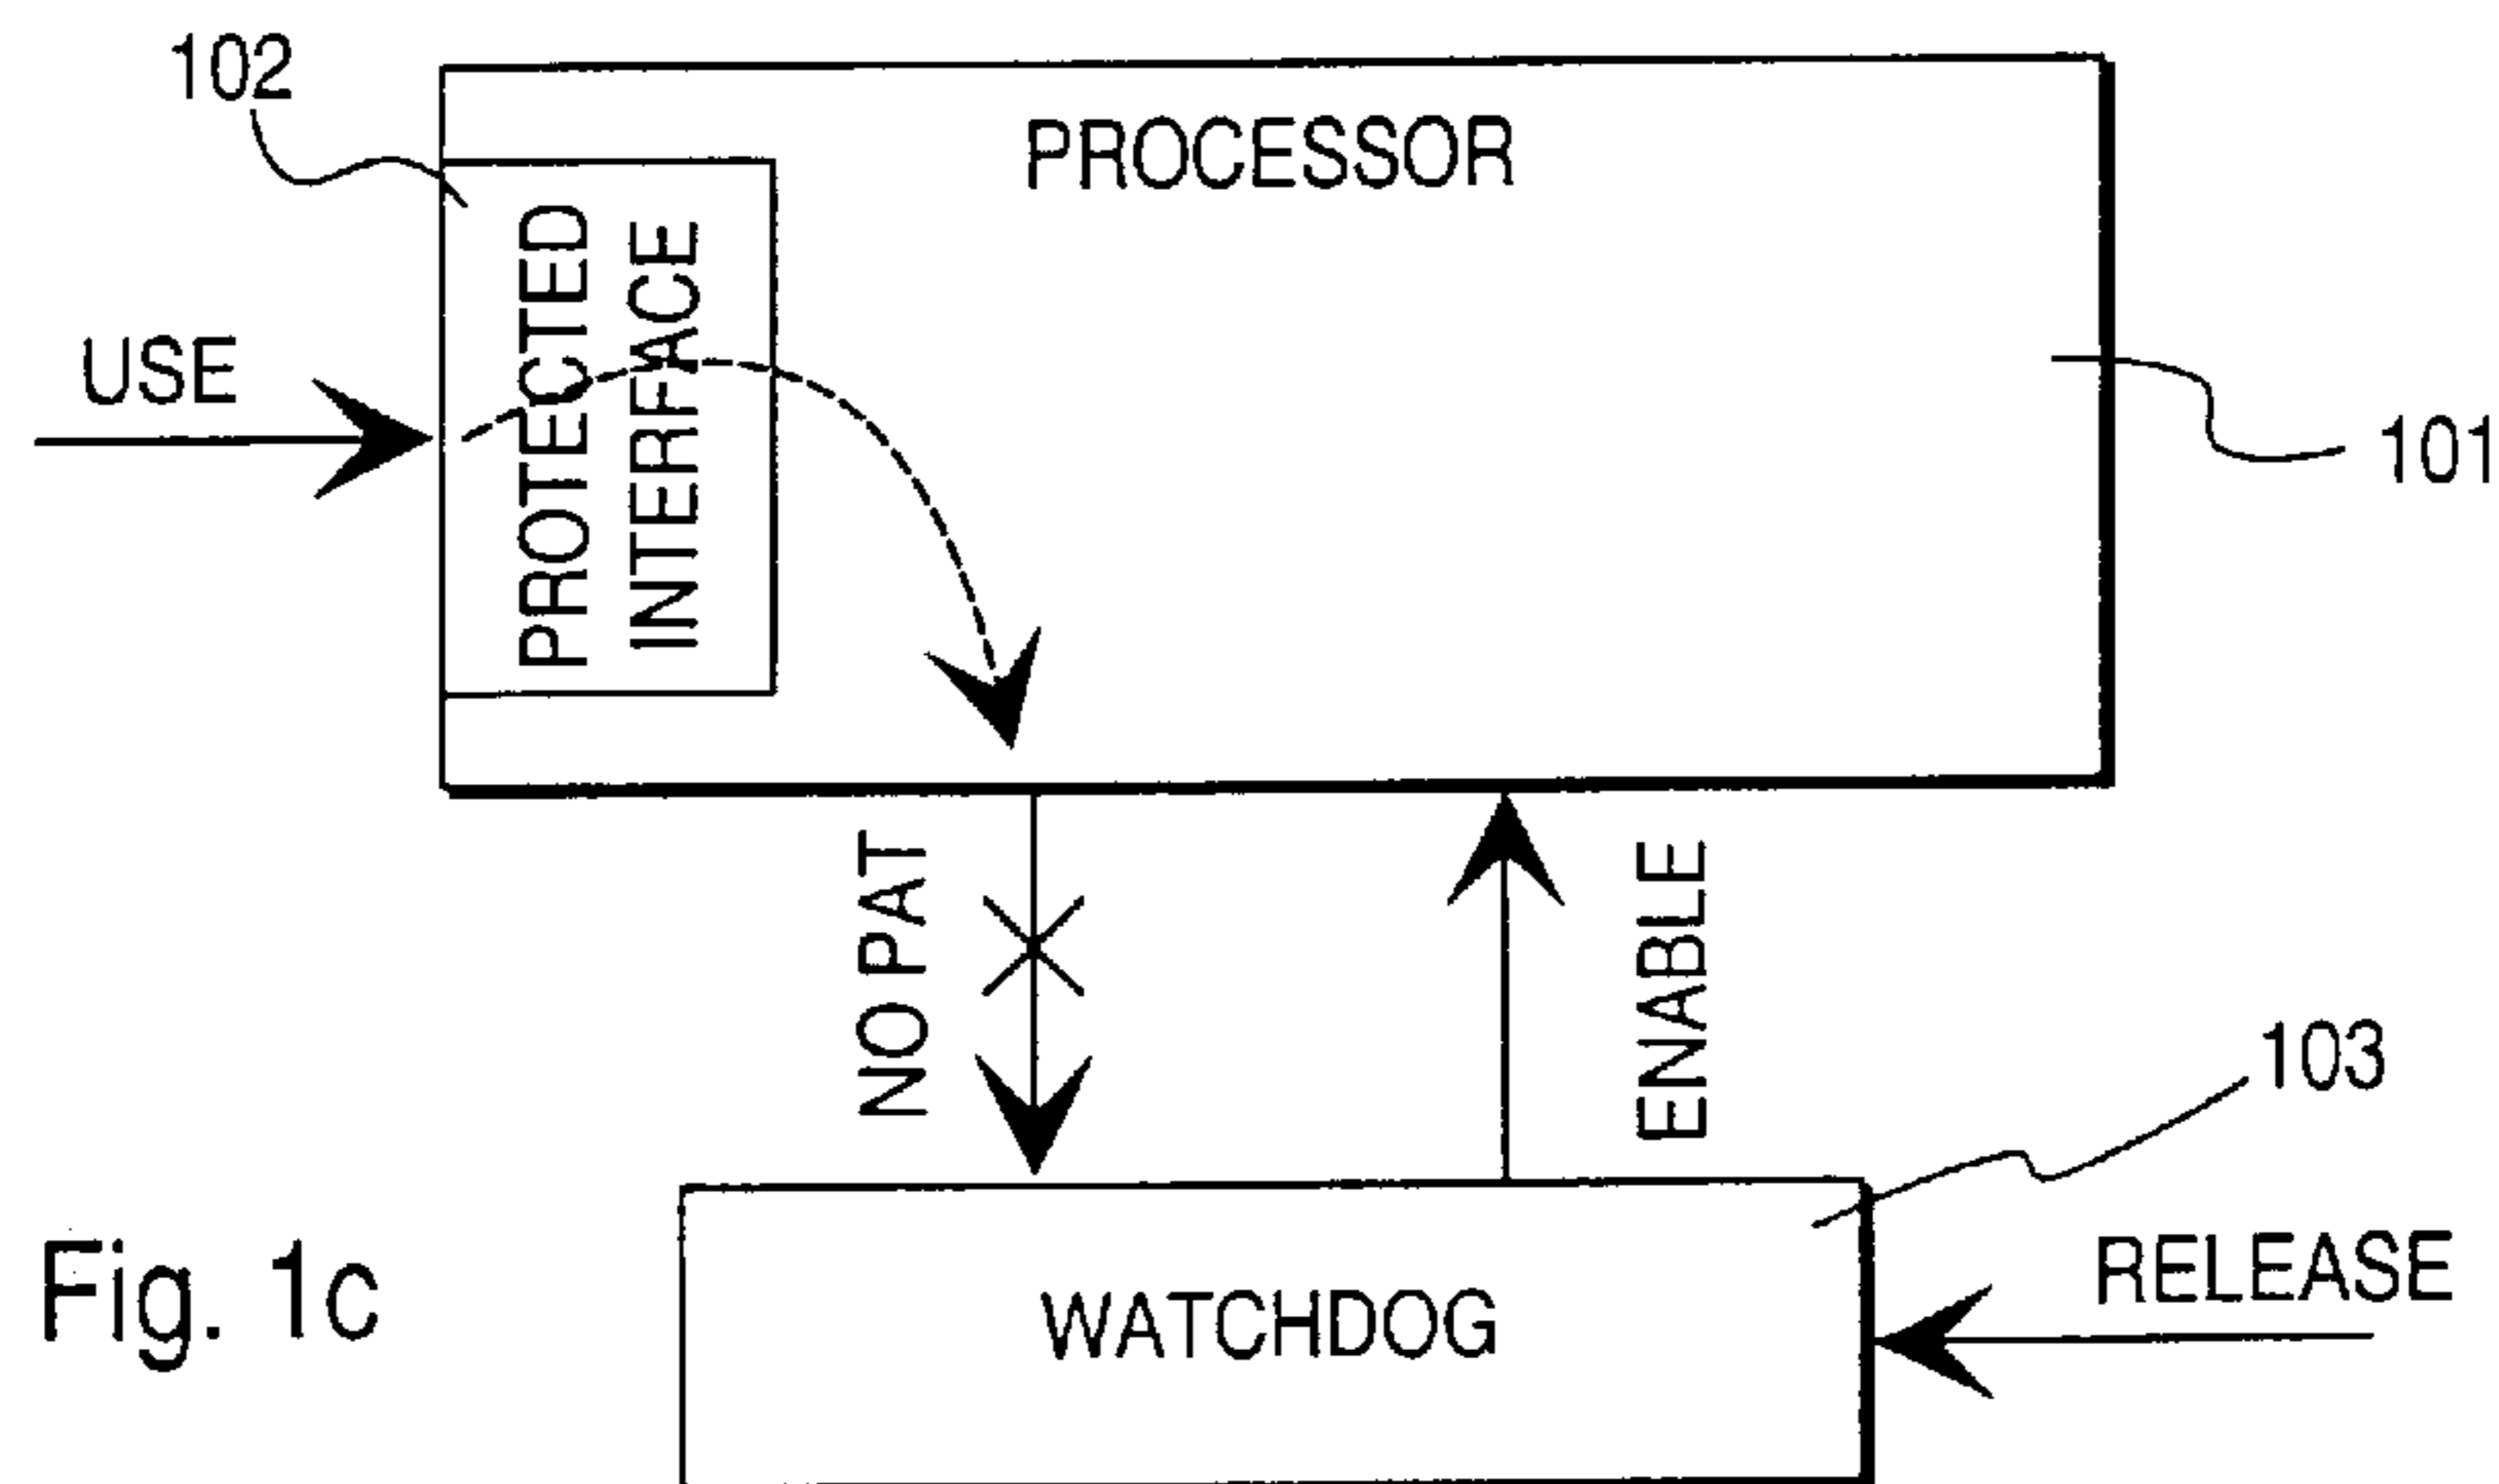 102
PROCESSOR
PROTECTED
INTERFACE
USE
101
NO PAT
ENABLE
103
RELEASE
WATCHDOG
Fig. 1c